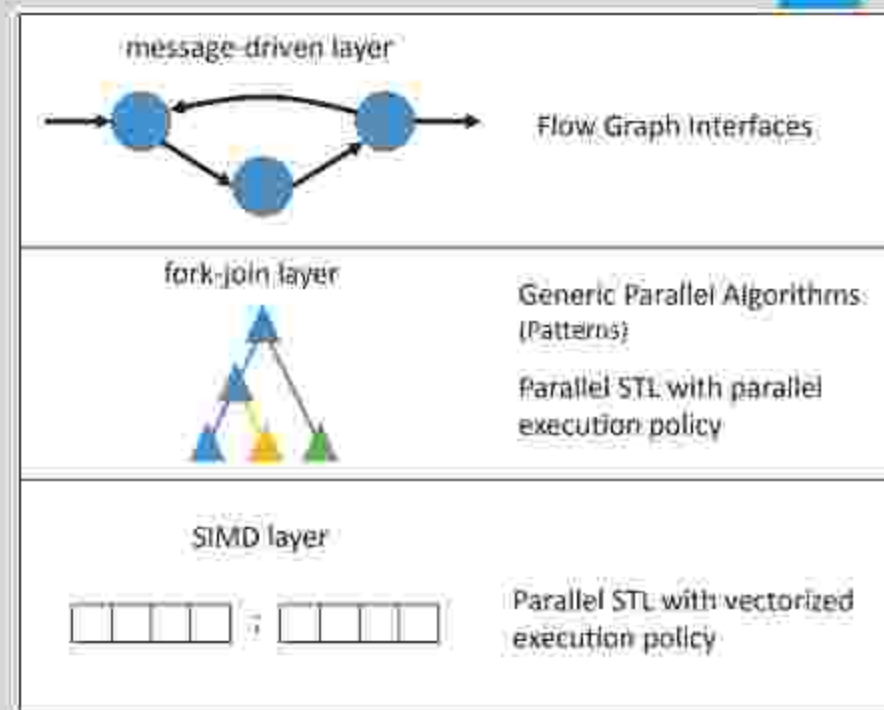 message-driven layer
Flow Graph Interfaces
fork-join layer
Generic Parallel Algorithms
(Patterns)
Parallel STL with parallel
execution policy
SIMD layer
Parallel STL with vectorized
execution policy